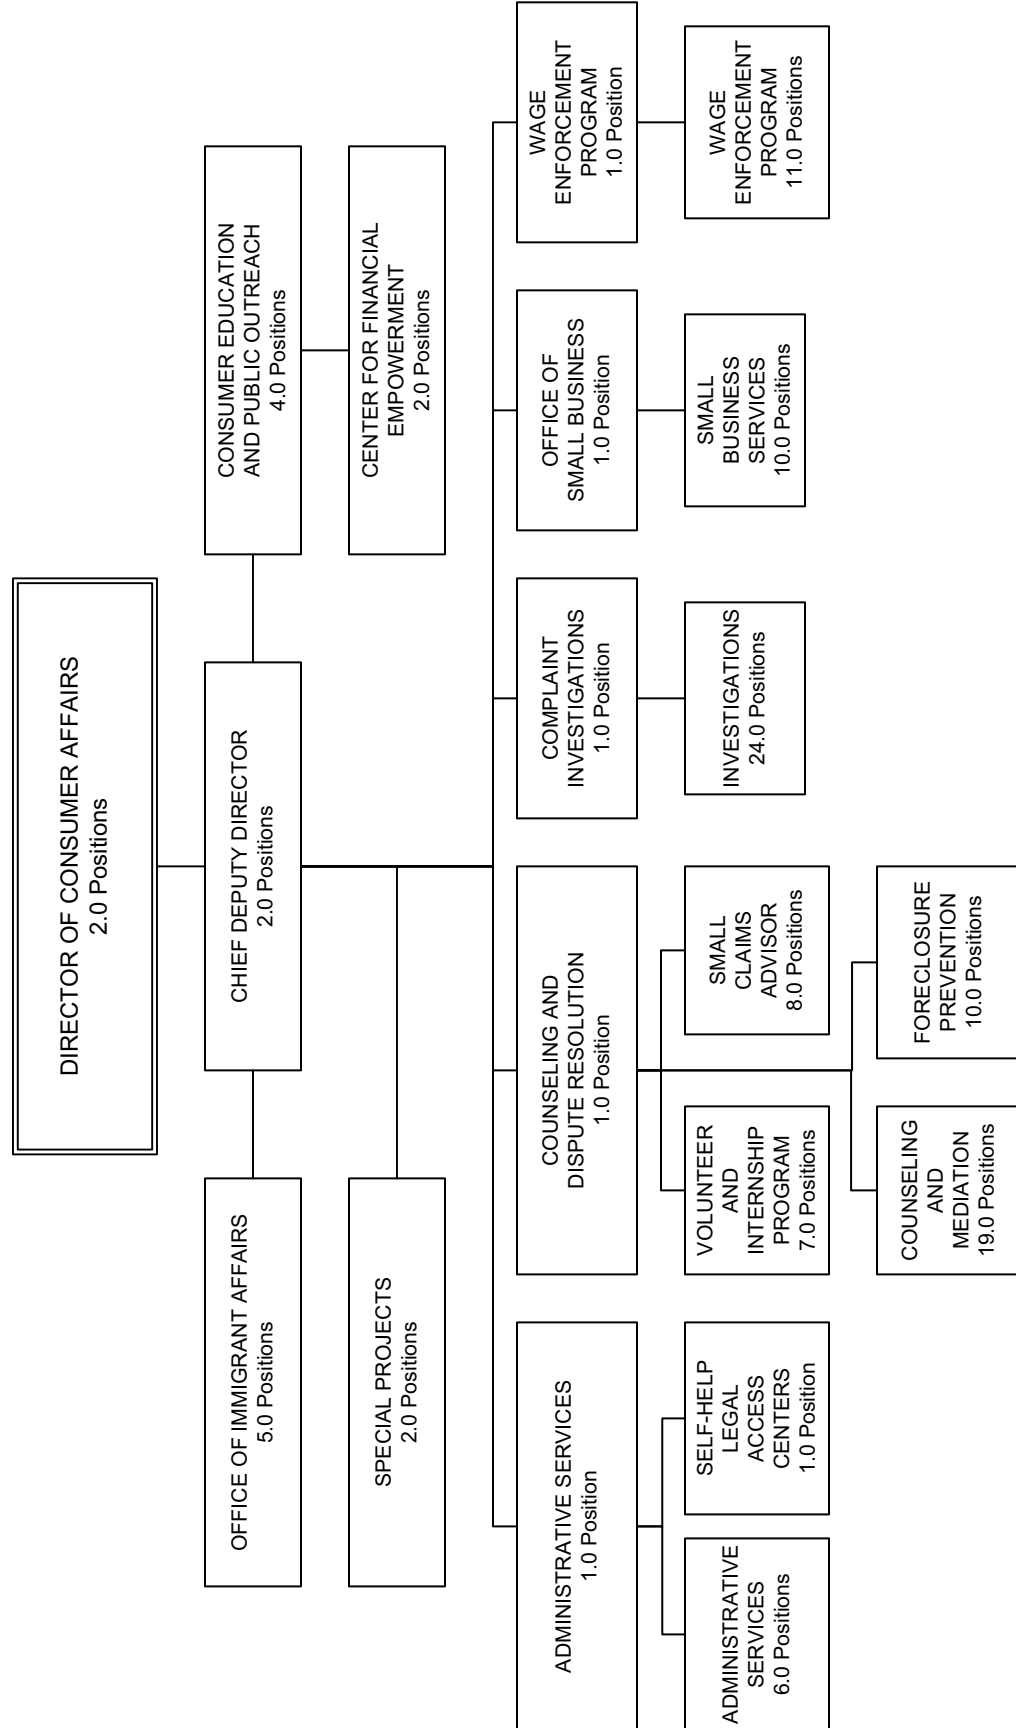 DIRECTOR OF CONSUMER AFFAIRS
2.0 Positions
OFFICE OF IMMIGRANT AFFAIRS
5.0 Positions
CHIEF DEPUTY DIRECTOR
2.0 Positions
CONSUMER EDUCATION
AND PUBLIC OUTREACH
4.0 Positions
SPECIAL PROJECTS
2.0 Positions
CENTER FOR FINANCIAL
EMPOWERMENT
2.0 Positions
ADMINISTRATIVE SERVICES
1.0 Position
COUNSELING AND
DISPUTE RESOLUTION
1.0 Position
COMPLAINT
INVESTIGATIONS
1.0 Position
OFFICE OF
SMALL BUSINESS
1.0 Position
WAGE
ENFORCEMENT
PROGRAM
1.0 Position
ADMINISTRATIVE
SERVICES
6.0 Positions
SELF-HELP
LEGAL
ACCESS
CENTERS
1.0 Position
VOLUNTEER
AND
INTERNSHIP
PROGRAM
7.0 Positions
SMALL
CLAIMS
ADVISOR
8.0 Positions
INVESTIGATIONS
24.0 Positions
SMALL
BUSINESS
SERVICES
10.0 Positions
WAGE
ENFORCEMENT
PROGRAM
11.0 Positions
COUNSELING
AND
MEDIATION
19.0 Positions
FORECLOSURE
PREVENTION
10.0 Positions